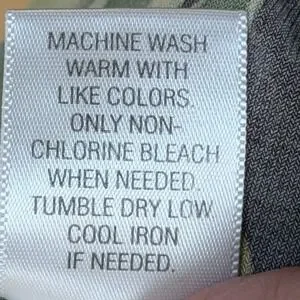 MACHINE WASH
WARM WITH
LIKE COLORS.
ONLY NON-
CHLORINE BLEACH
WHEN NEEDED.
TUMBLE DRY LOW
COOL IRON
IF NEEDED.